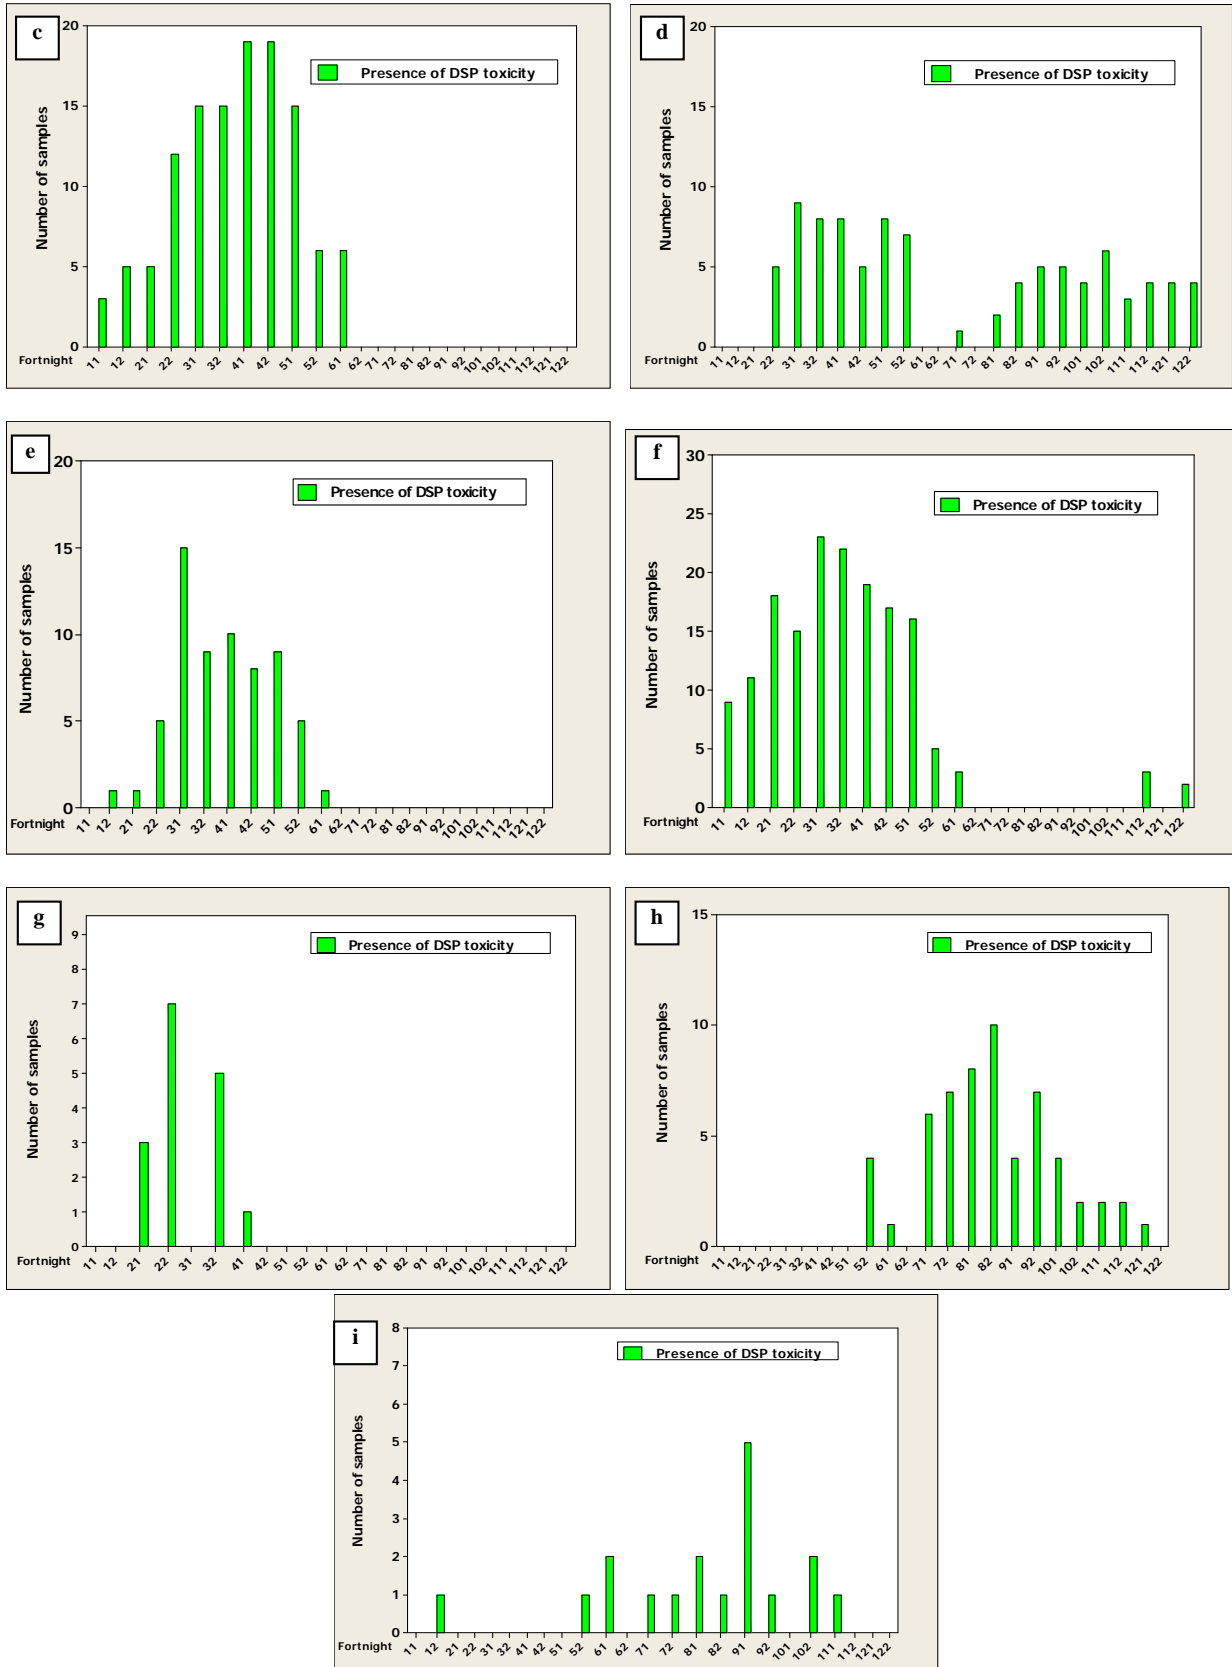 c
20
15
10
5
0
Number of samples
Presence of DSP toxicity
Fortnight
11 12 21 22 31 32 41 42 51 52 61 62 71 72 81 82 91 92 101 102 111 112 121 122
d
20
15
10
5
0
Number of samples
Presence of DSP toxicity
Fortnight
11 12 21 22 31 32 41 42 51 52 61 62 71 72 81 82 91 92 101 102 111 112 121 122
e
20
15
10
5
0
Number of samples
Presence of DSP toxicity
Fortnight
11 12 21 22 31 32 41 42 51 52 61 62 71 72 81 82 91 92 101 102 111 112 121 122
f
30
25
20
15
10
5
0
Number of samples
Presence of DSP toxicity
Fortnight
11 12 21 22 31 32 41 42 51 52 61 62 71 72 81 82 91 92 101 102 111 112 121 122
g
9
8
7
6
5
4
3
2
1
0
Number of samples
Presence of DSP toxicity
Fortnight
11 12 21 22 31 32 41 42 51 52 61 62 71 72 81 82 91 92 101 102 111 112 121 122
h
15
10
5
0
Number of samples
Presence of DSP toxicity
Fortnight
11 12 21 22 31 32 41 42 51 52 61 62 71 72 81 82 91 92 101 102 111 112 121 122
i
8
7
6
5
4
3
2
1
0
Number of samples
Presence of DSP toxicity
Fortnight
11 12 21 22 31 32 41 42 51 52 61 62 71 72 81 82 91 92 101 102 111 112 121 122